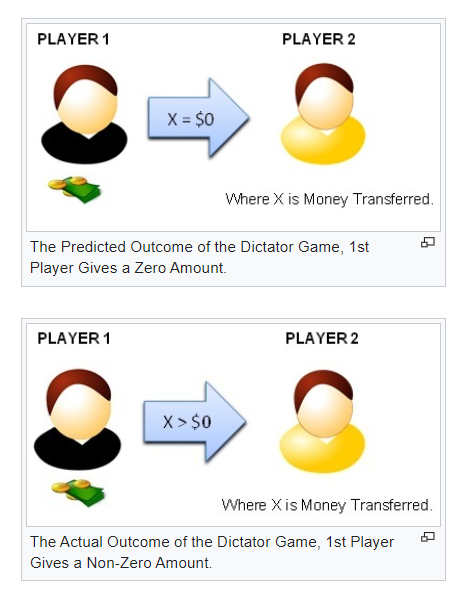 PLAYER 1
PLAYER 2
X = $0
Where X is Money Transferred.
The Predicted Outcome of the Dictator Game, 1st
Player Gives a Zero Amount.
PLAYER 1
PLAYER 2
X > $0
Where X is Money Transferred.
The Actual Outcome of the Dictator Game, 1st Player
Gives a Non-Zero Amount.